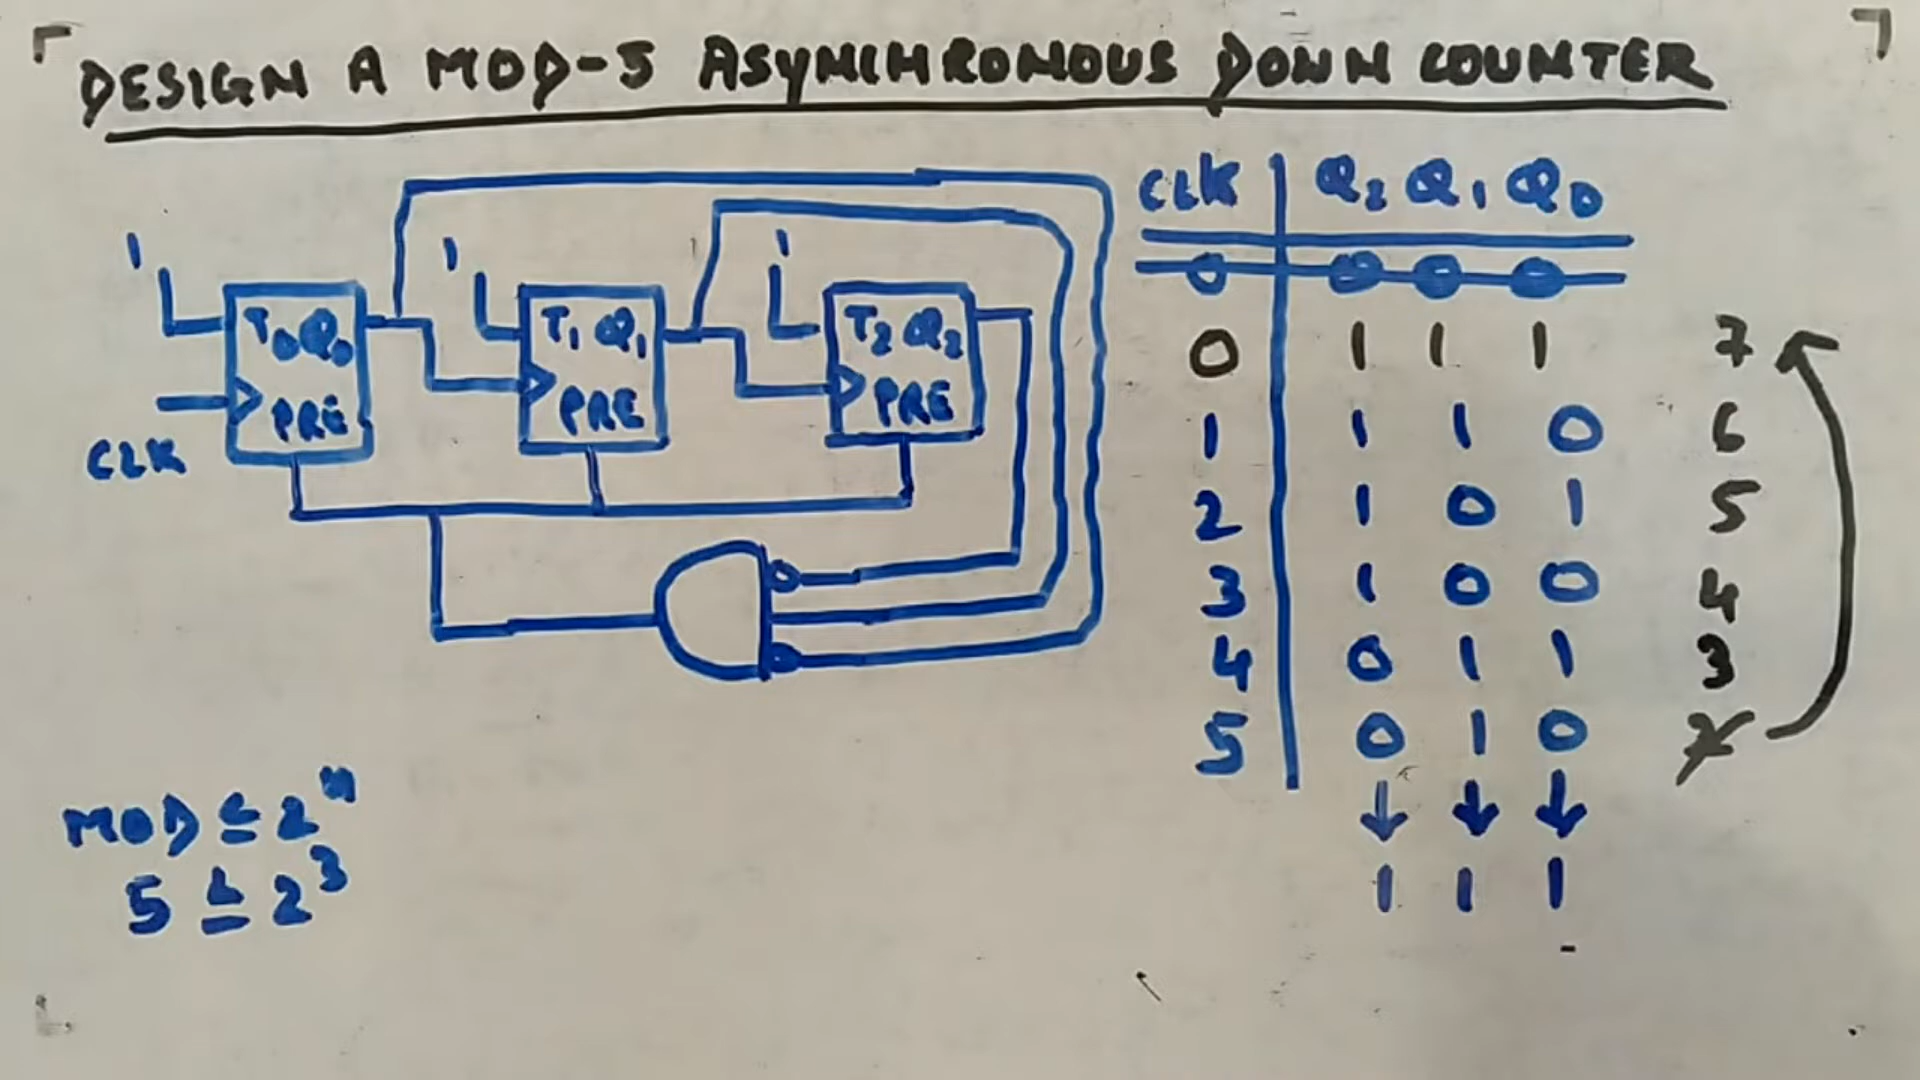 DESIGN A MOD-5 ASYNCHRONOUS DOWN COUNTER
1 1 1
T0 Q0 T1 Q1 T2 Q2
PRE PRE PRE
CLK
MOD ≤ 2^n
5 ≤ 2^3
CLK Q2 Q1 Q0
0 0 0 0
0 1 1 1 7
1 1 1 0 6
2 1 0 1 5
3 1 0 0 4
4 0 1 1 3
5 0 1 0
↓ ↓ ↓
1 1 1